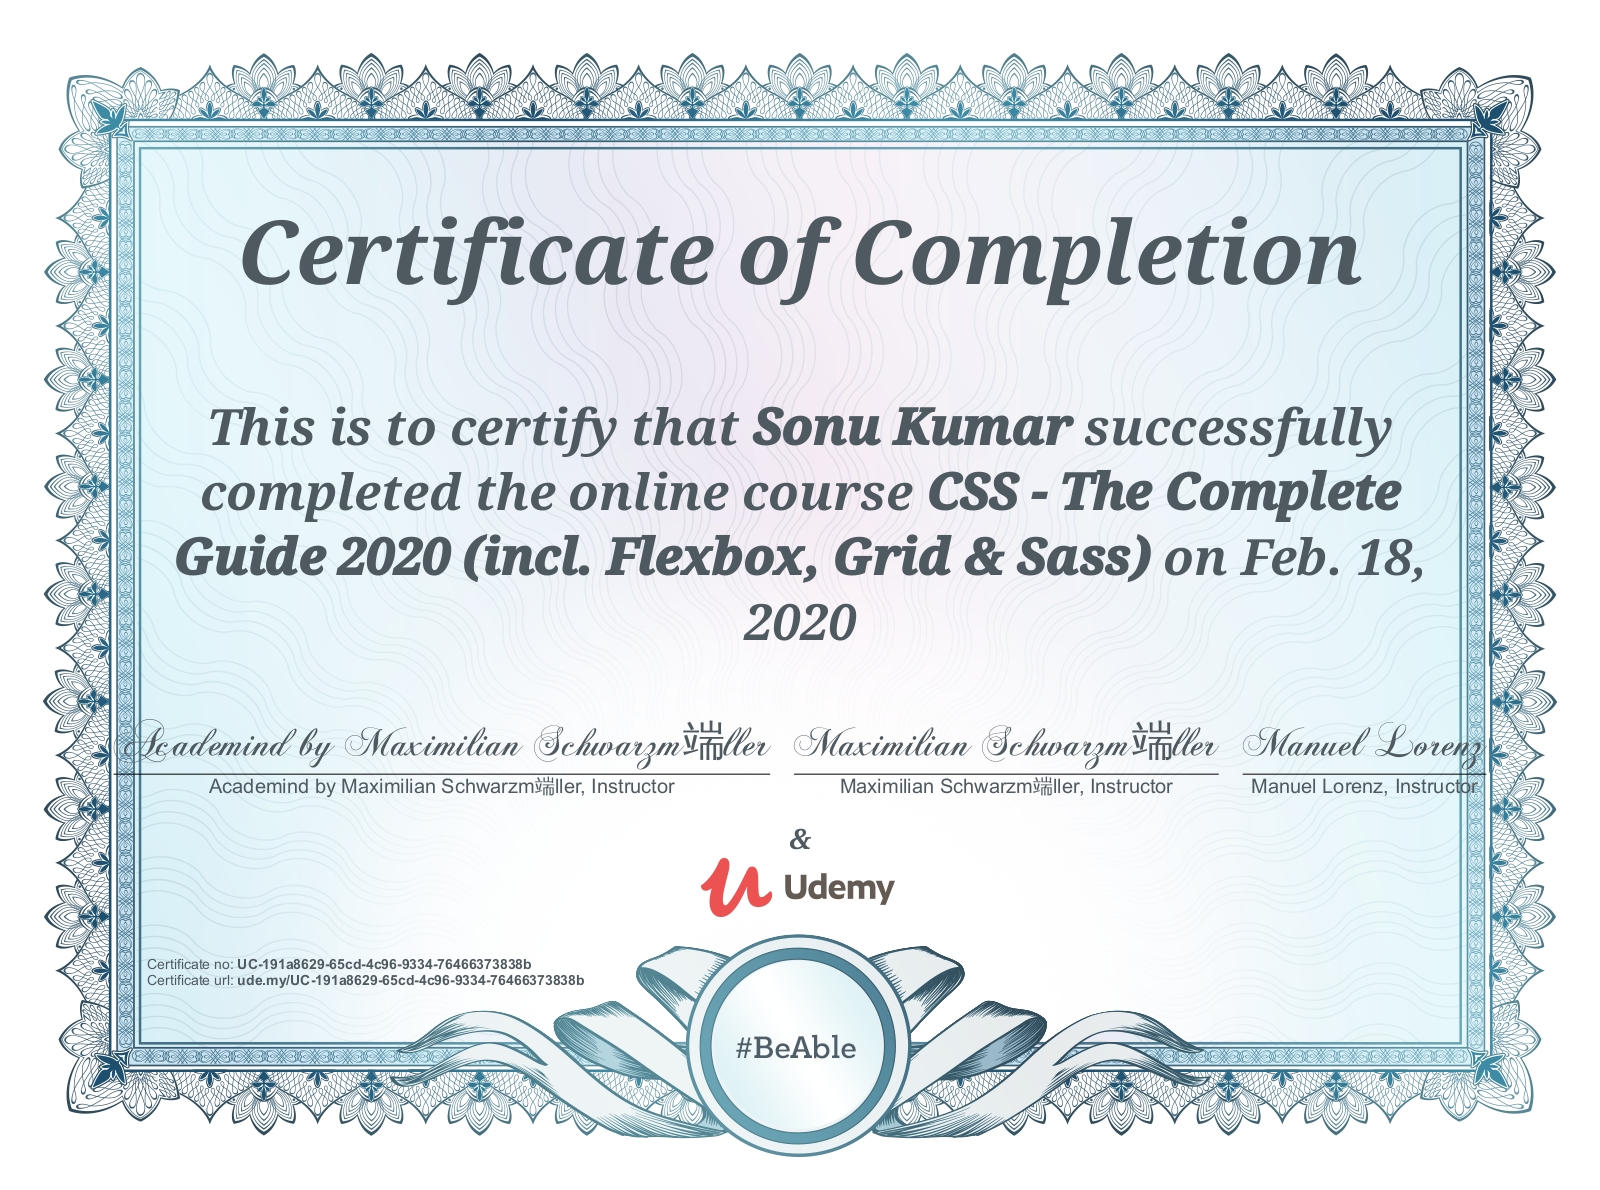 Certificate of Completion
This is to certify that Sonu Kumar successfully
completed the online course CSS - The Complete
Guide 2020 (incl. Flexbox, Grid & Sass) on Feb. 18,
2020
Academind by Maximilian Schwarzm端ller Maximilian Schwarzm端ller Manuel Lorenz
Academind by Maximilian Schwarzm端ller, Instructor Maximilian Schwarzm端ller, Instructor Manuel Lorenz, Instructor
&
Udemy
Certificate no: UC-191a8629-65cd-4c96-9334-76466373838b
Certificate url: ude.my/UC-191a8629-65cd-4c96-9334-76466373838b
#BeAble